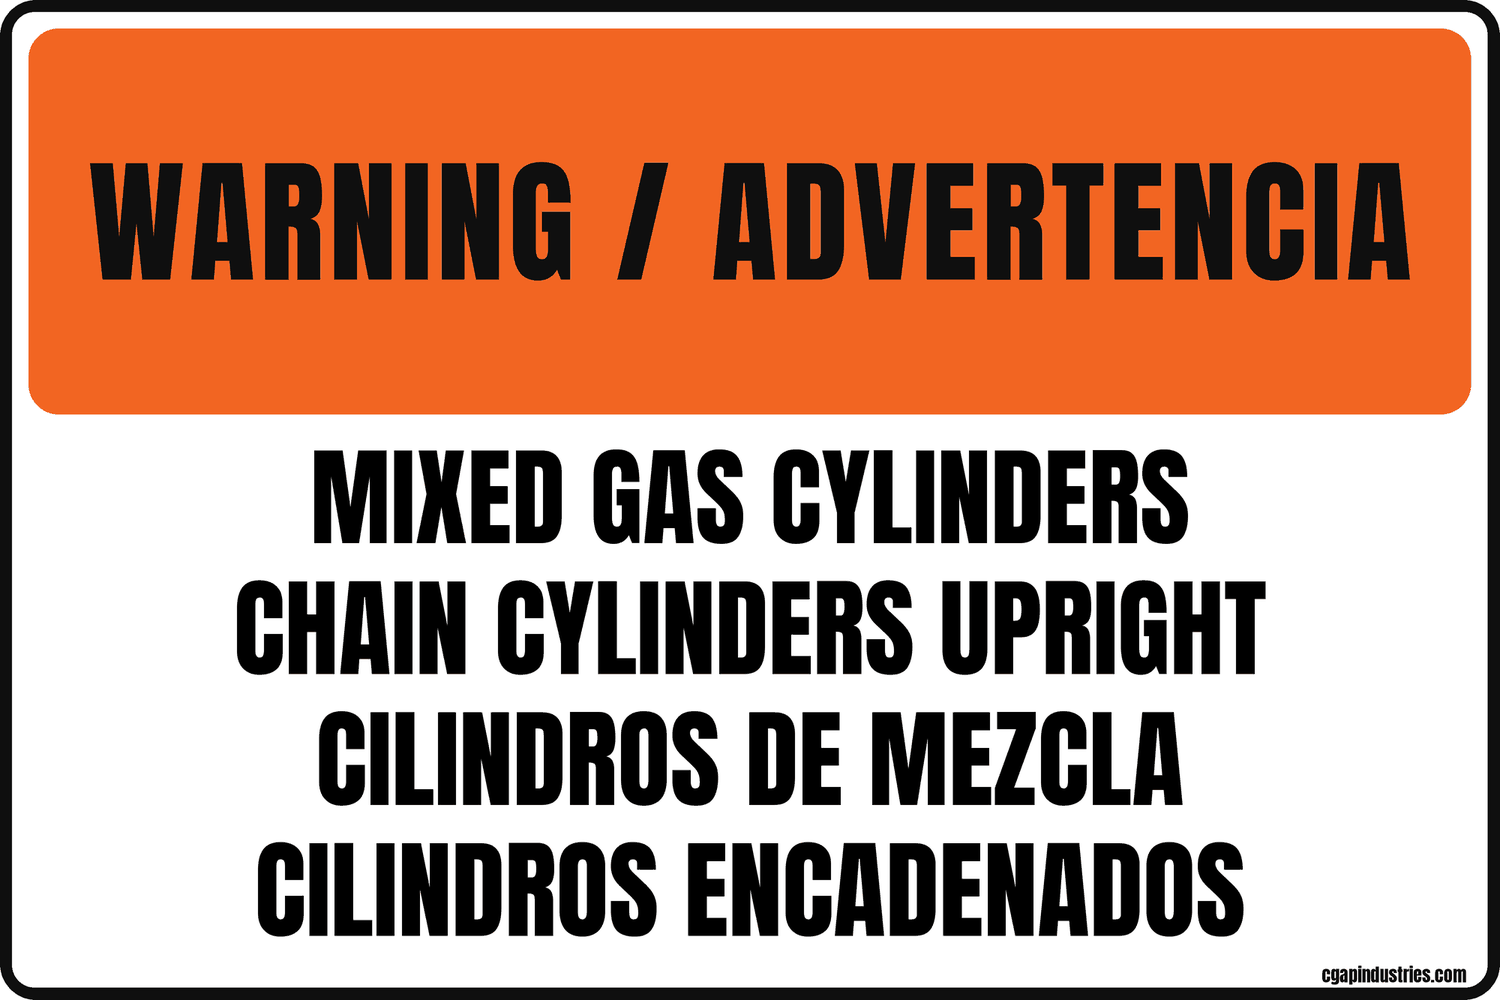 WARNING / ADVERTENCIA
MIXED GAS CYLINDERS
CHAIN CYLINDERS UPRIGHT
CILINDROS DE MEZCLA
CILINDROS ENCADENADOS
cgapindustries.com